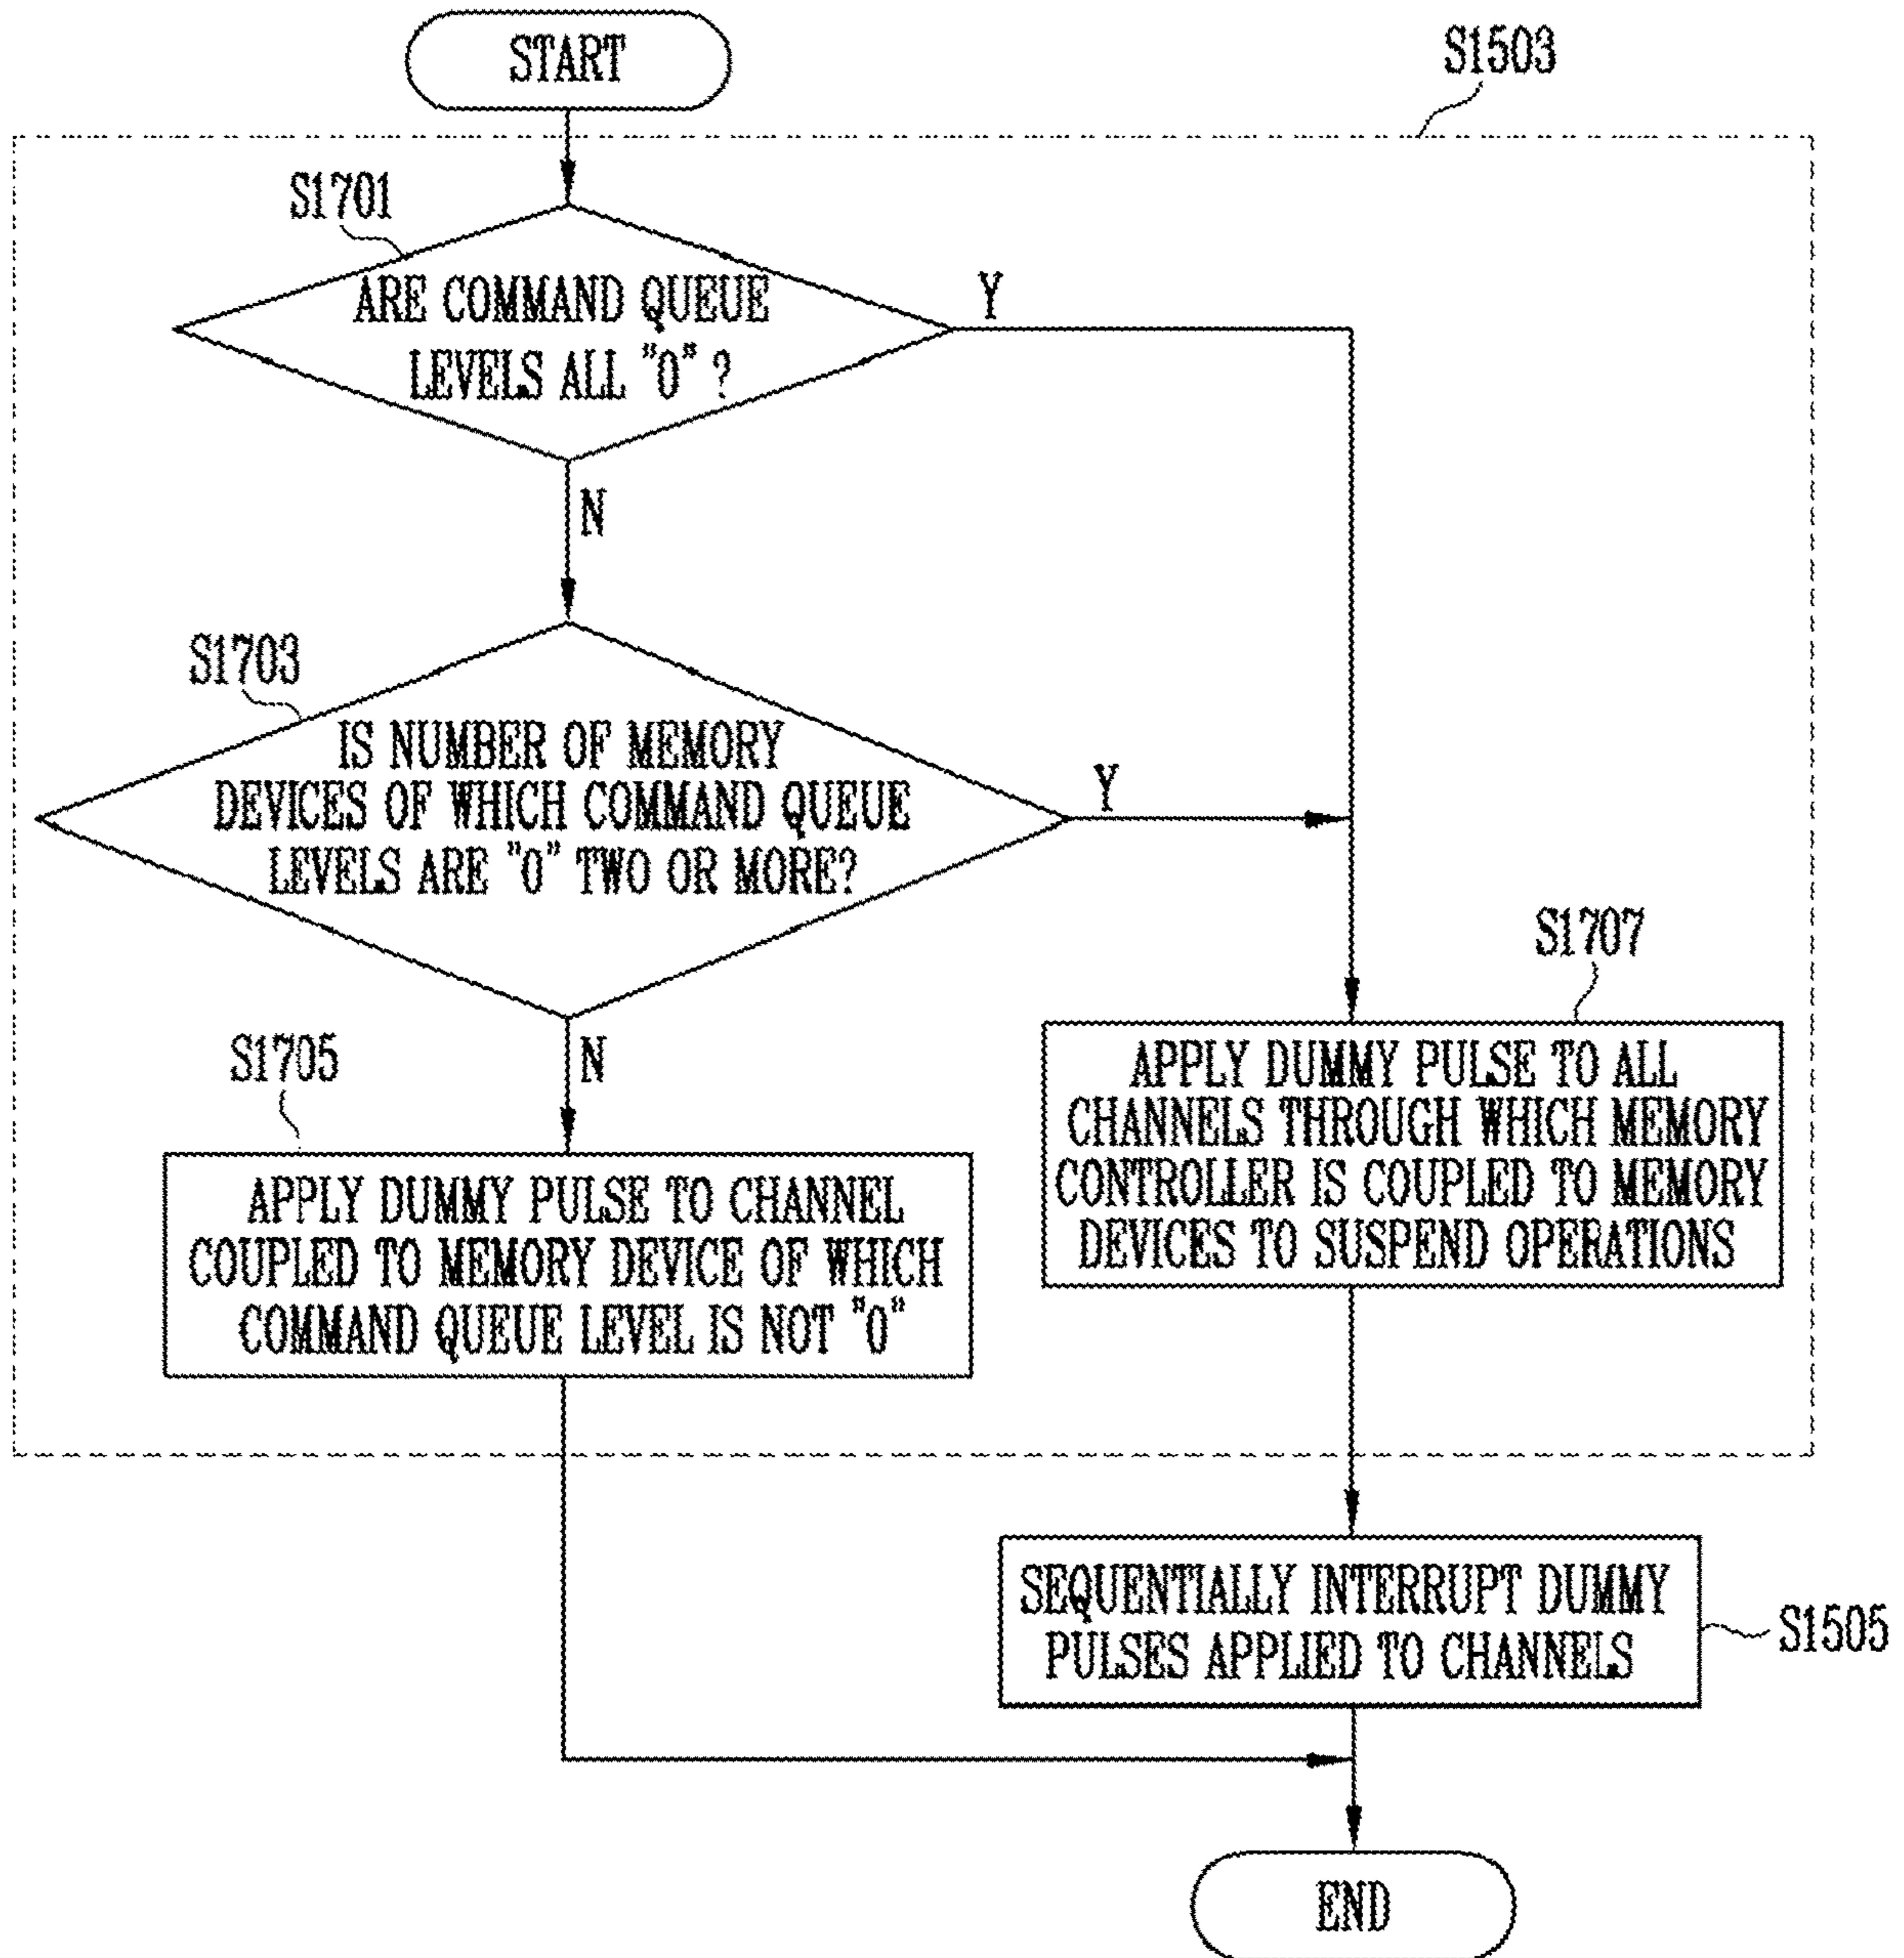 START
S1503
S1701
ARE COMMAND QUEUE
LEVELS ALL "0" ?
Y
N
S1703
IS NUMBER OF MEMORY
DEVICES OF WHICH COMMAND QUEUE
LEVELS ARE "0" TWO OR MORE?
Y
N
S1705
APPLY DUMMY PULSE TO CHANNEL
COUPLED TO MEMORY DEVICE OF WHICH
COMMAND QUEUE LEVEL IS NOT "0"
S1707
APPLY DUMMY PULSE TO ALL
CHANNELS THROUGH WHICH MEMORY
CONTROLLER IS COUPLED TO MEMORY
DEVICES TO SUSPEND OPERATIONS
SEQUENTIALLY INTERRUPT DUMMY
PULSES APPLIED TO CHANNELS
S1505
END